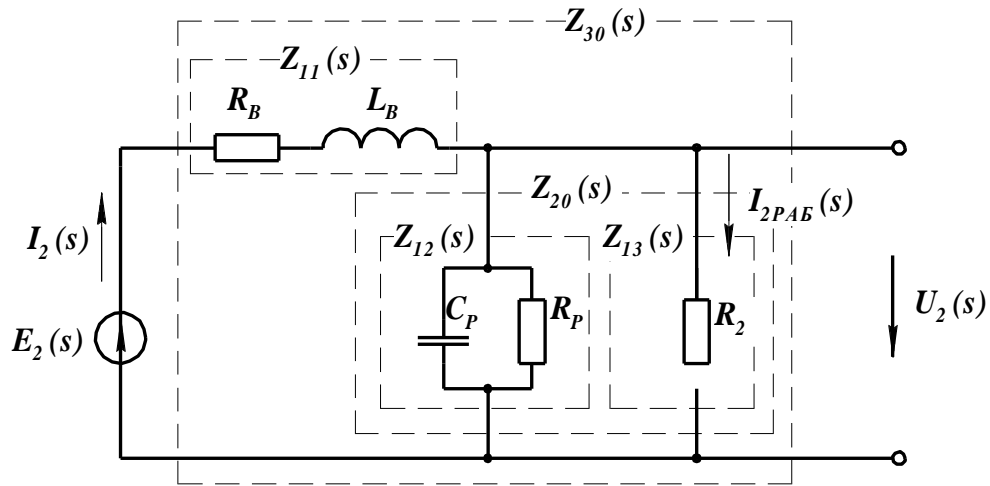 Z30(s)
Z11(s)
RB LB
Z20(s)
I2РАБ(s)
Z12(s) Z13(s)
I2(s)
CP RP R2 U2(s)
E2(s)